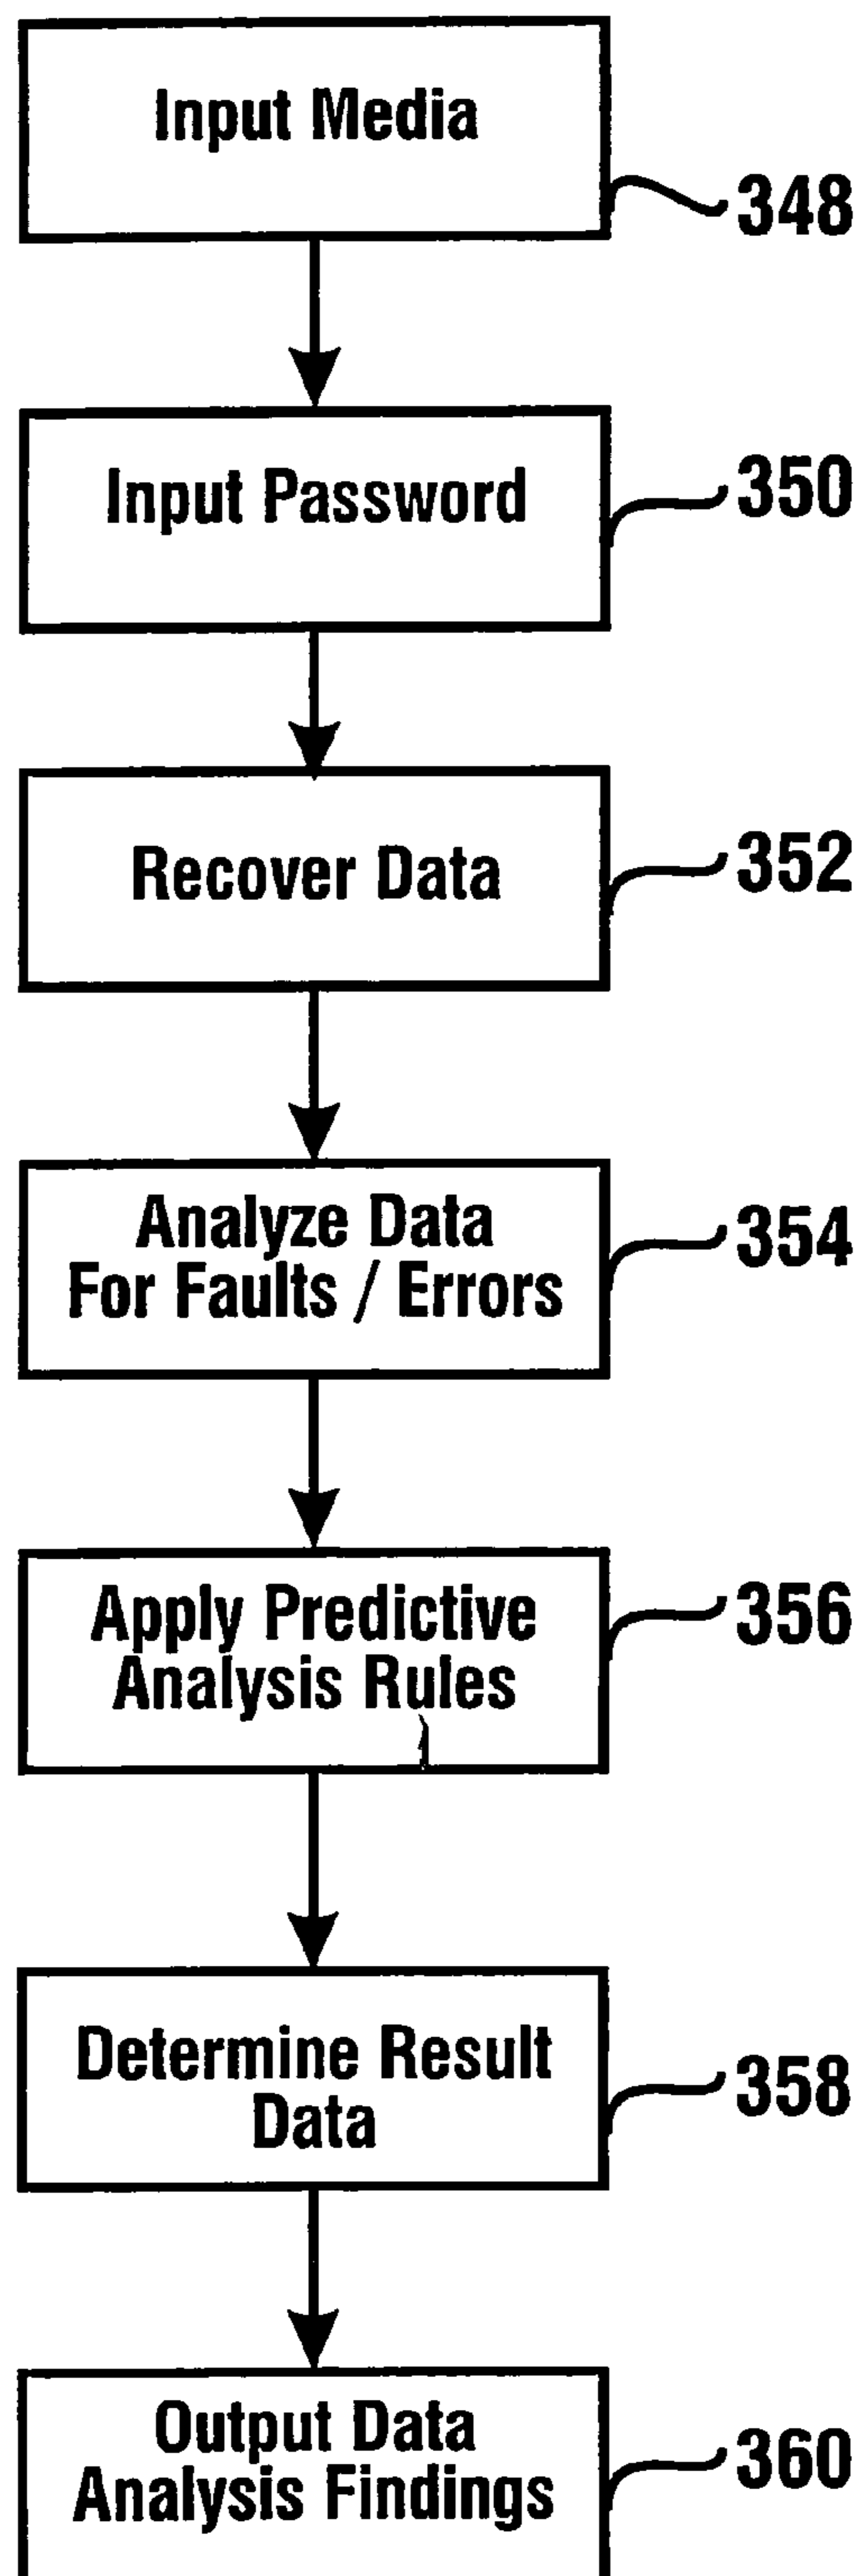 Input Media
348
Input Password
350
Recover Data
352
Analyze Data
For Faults / Errors
354
Apply Predictive
Analysis Rules
356
Determine Result
Data
358
Output Data
Analysis Findings
360